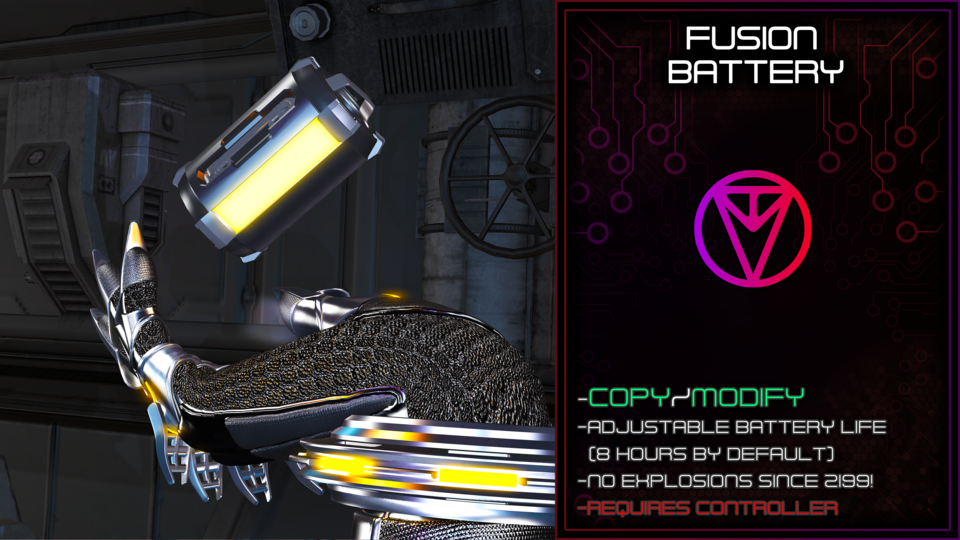 FUSION
BATTERY
-COPY/MODIFY
-ADJUSTABLE BATTERY LIFE
(8 HOURS BY DEFAULT)
-NO EXPLOSIONS SINCE 2199!
-REQUIRES CONTROLLER